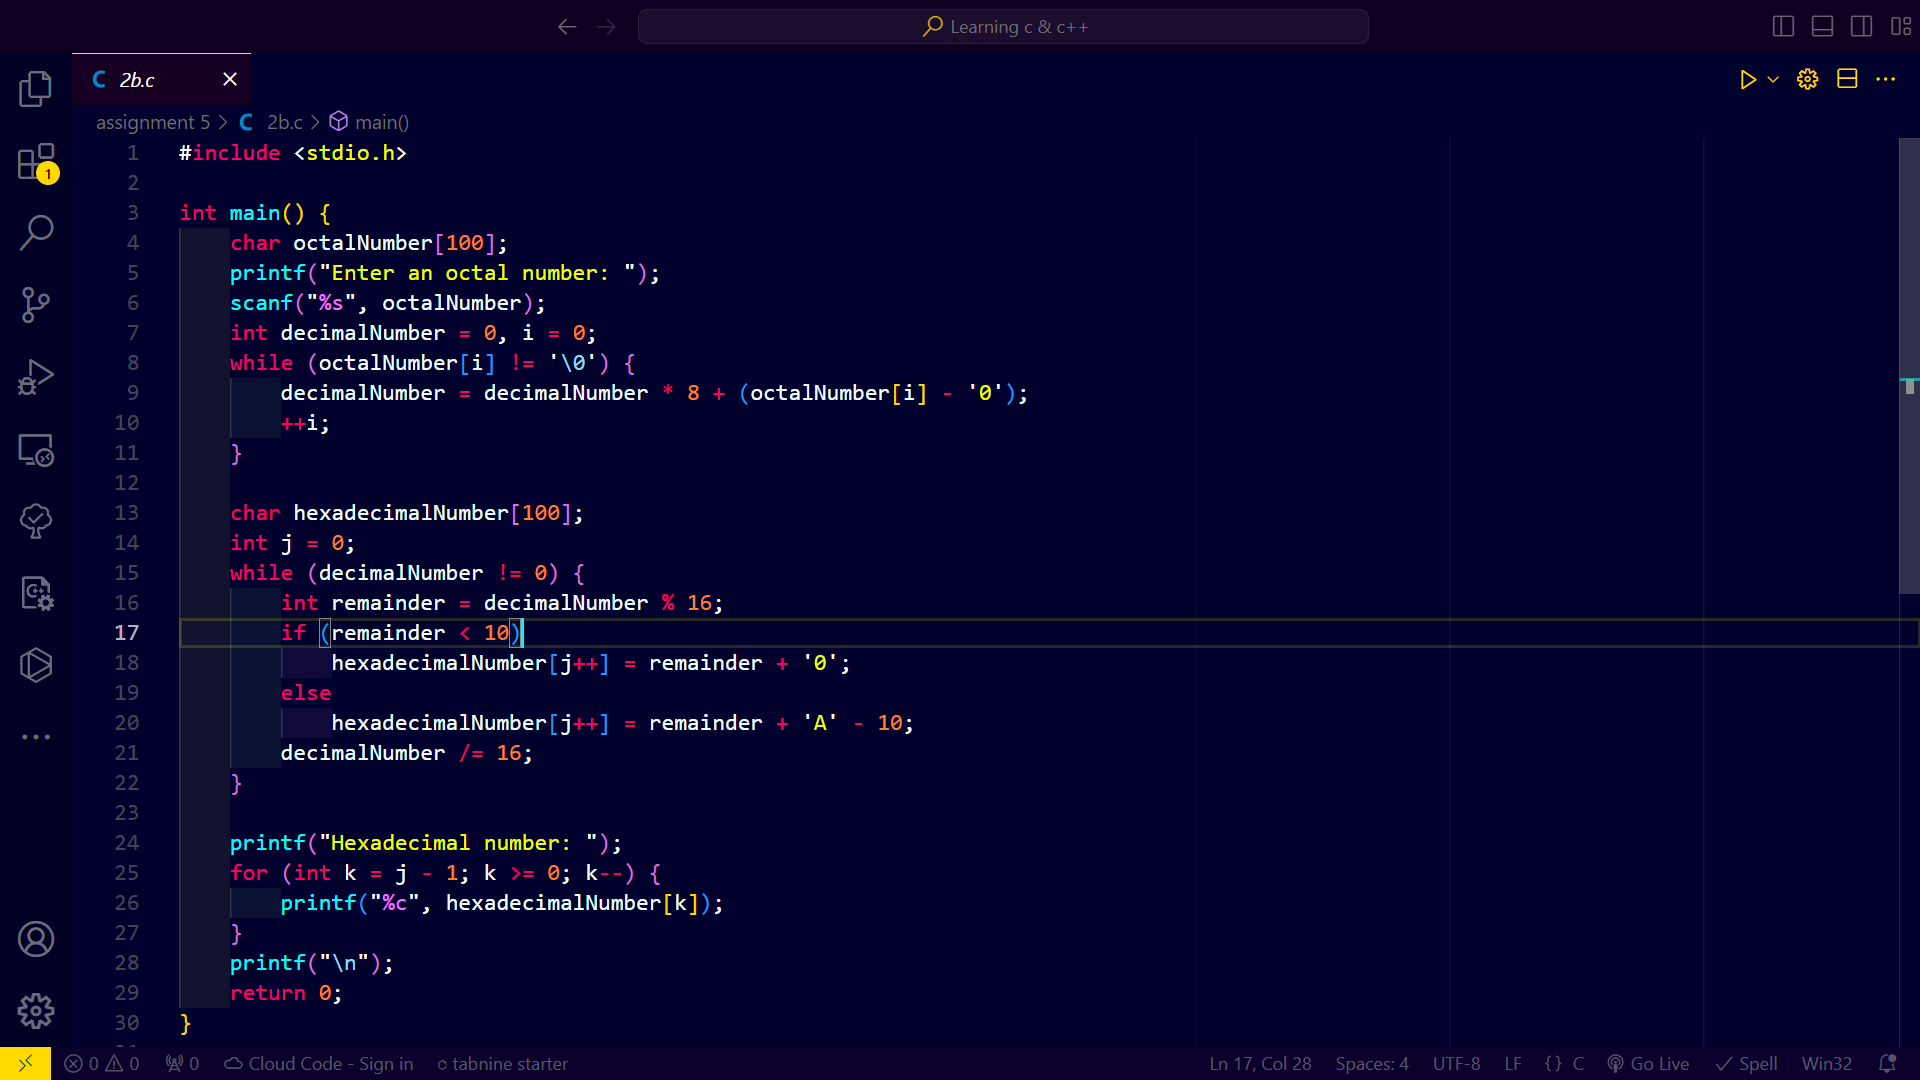 Learning c & c++
C 2b.c
assignment 5 > C 2b.c > main()
1 #include <stdio.h>
2
3 int main() {
4     char octalNumber[100];
5     printf("Enter an octal number: ");
6     scanf("%s", octalNumber);
7     int decimalNumber = 0, i = 0;
8     while (octalNumber[i] != '\0') {
9         decimalNumber = decimalNumber * 8 + (octalNumber[i] - '0');
10         ++i;
11     }
12
13     char hexadecimalNumber[100];
14     int j = 0;
15     while (decimalNumber != 0) {
16         int remainder = decimalNumber % 16;
17         if (remainder < 10)
18             hexadecimalNumber[j++] = remainder + '0';
19         else
20             hexadecimalNumber[j++] = remainder + 'A' - 10;
21         decimalNumber /= 16;
22     }
23
24     printf("Hexadecimal number: ");
25     for (int k = j - 1; k >= 0; k--) {
26         printf("%c", hexadecimalNumber[k]);
27     }
28     printf("\n");
29     return 0;
30 }
1
0 0 0 Cloud Code - Sign in tabnine starter Ln 17, Col 28 Spaces: 4 UTF-8 LF {} C Go Live Spell Win32